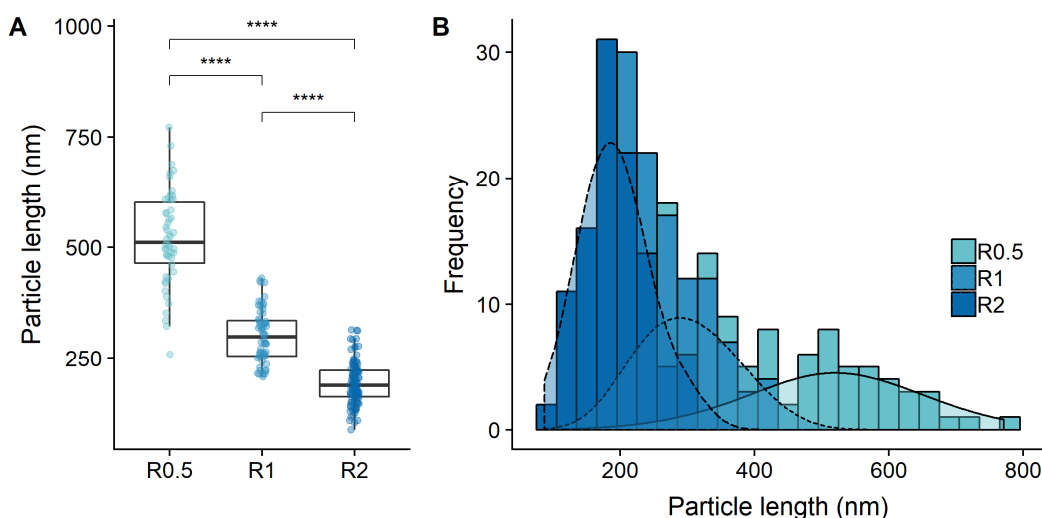 A
1000
750
500
250
Particle length (nm)
****
****
****
R0.5 R1 R2
B
30
20
10
0
Frequency
200 400 600 800
Particle length (nm)
R0.5
R1
R2